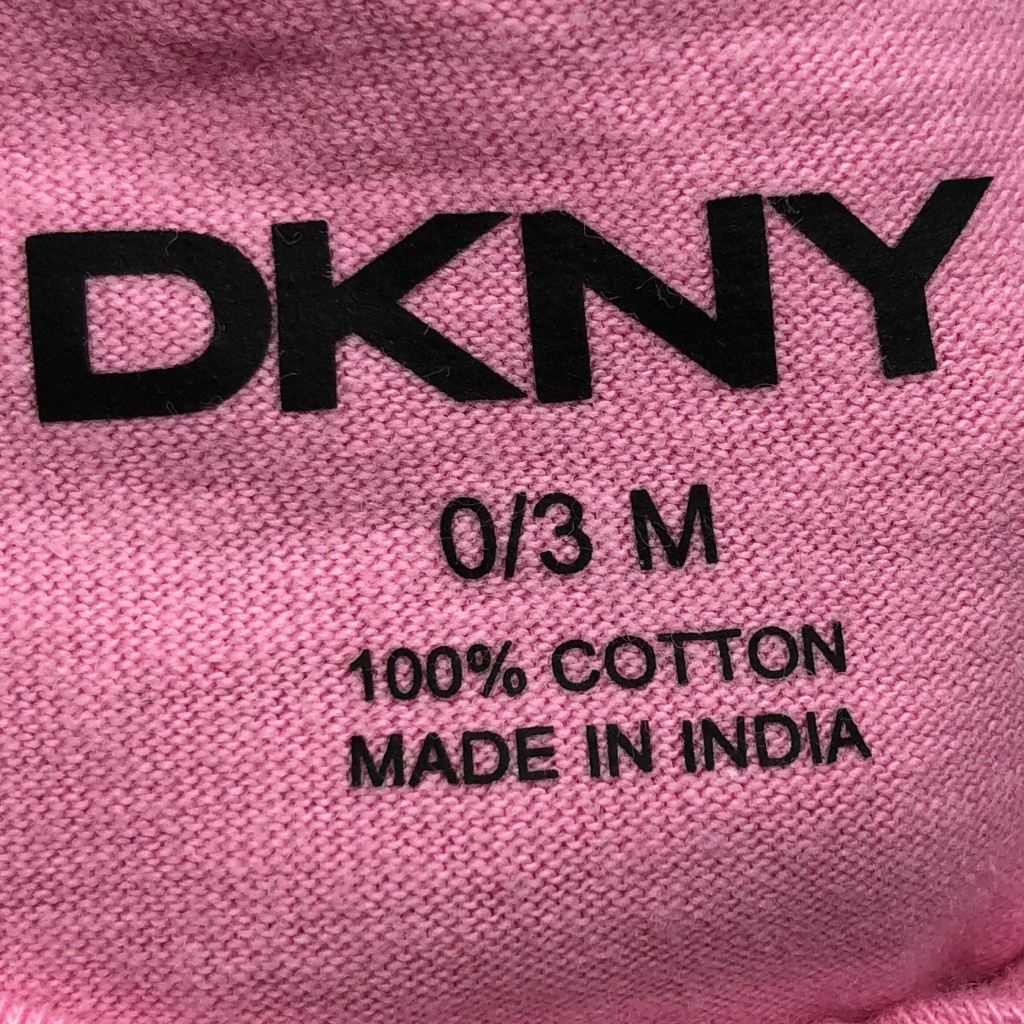 DKNY
0/3 M
100% COTTON
MADE IN INDIA